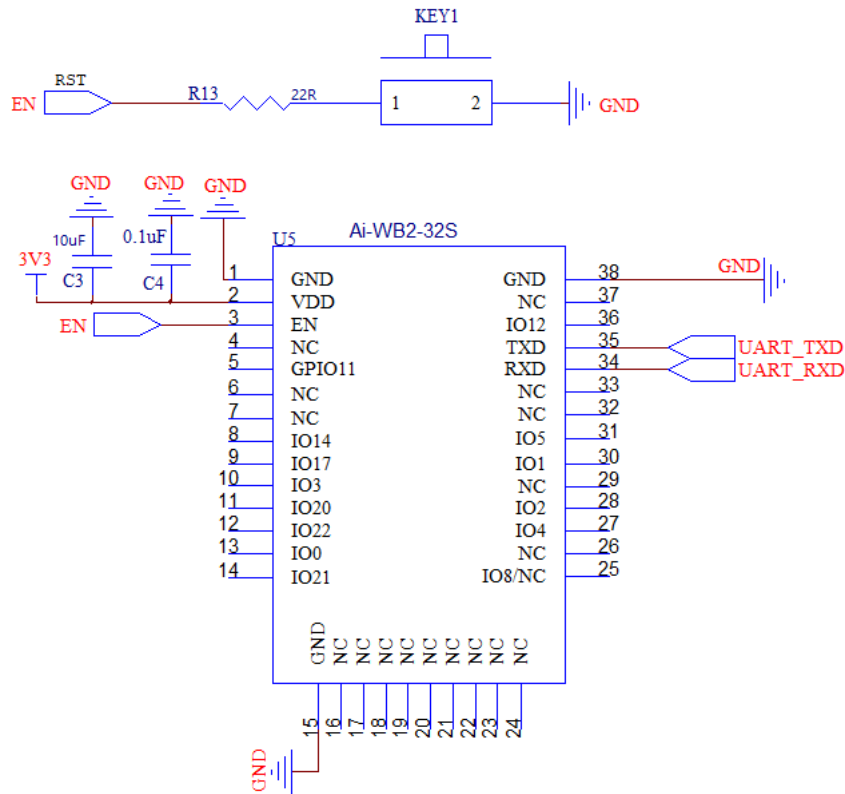 KEY1
RST
EN
R13
22R
1
2
GND
GND
GND
GND
10uF
0.1uF
3V3
C3
C4
EN
U5
Ai-WB2-32S
1 GND
2 VDD
3 EN
4 NC
5 GPIO11
6 NC
7 NC
8 IO14
9 IO17
10 IO3
11 IO20
12 IO22
13 IO0
14 IO21
GND 38
NC 37
IO12 36
TXD 35
RXD 34
NC 33
NC 32
IO5 31
IO1 30
NC 29
IO2 28
IO4 27
NC 26
IO8/NC 25
GND
UART_TXD
UART_RXD
GND 15
NC 16
NC 17
NC 18
NC 19
NC 20
NC 21
NC 22
NC 23
NC 24
GND